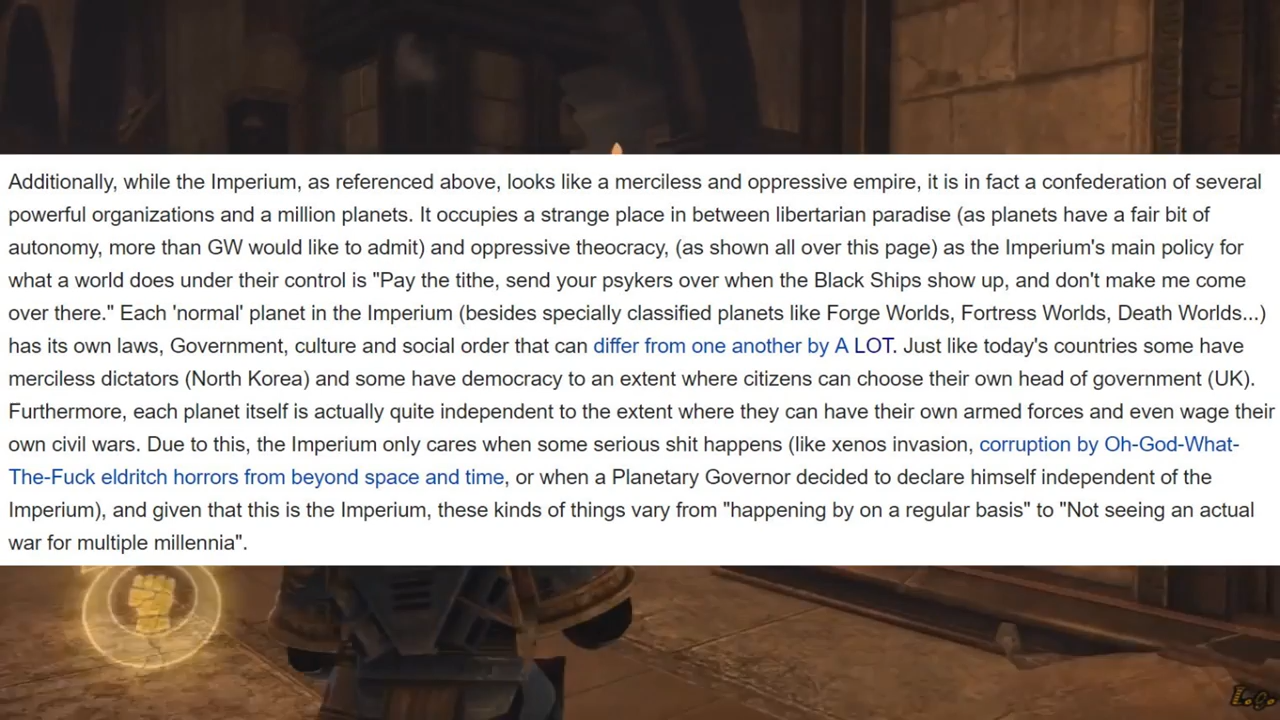 Additionally, while the Imperium, as referenced above, looks like a merciless and oppressive empire, it is in fact a confederation of several
powerful organizations and a million planets. It occupies a strange place in between libertarian paradise (as planets have a fair bit of
autonomy, more than GW would like to admit) and oppressive theocracy, (as shown all over this page) as the Imperium's main policy for
what a world does under their control is "Pay the tithe, send your psykers over when the Black Ships show up, and don't make me come
over there." Each 'normal' planet in the Imperium (besides specially classified planets like Forge Worlds, Fortress Worlds, Death Worlds...)
has its own laws, Government, culture and social order that can differ from one another by A LOT. Just like today's countries some have
merciless dictators (North Korea) and some have democracy to an extent where citizens can choose their own head of government (UK).
Furthermore, each planet itself is actually quite independent to the extent where they can have their own armed forces and even wage their
own civil wars. Due to this, the Imperium only cares when some serious shit happens (like xenos invasion, corruption by Oh-God-What-
The-Fuck eldritch horrors from beyond space and time, or when a Planetary Governor decided to declare himself independent of the
Imperium), and given that this is the Imperium, these kinds of things vary from "happening by on a regular basis" to "Not seeing an actual
war for multiple millennia".